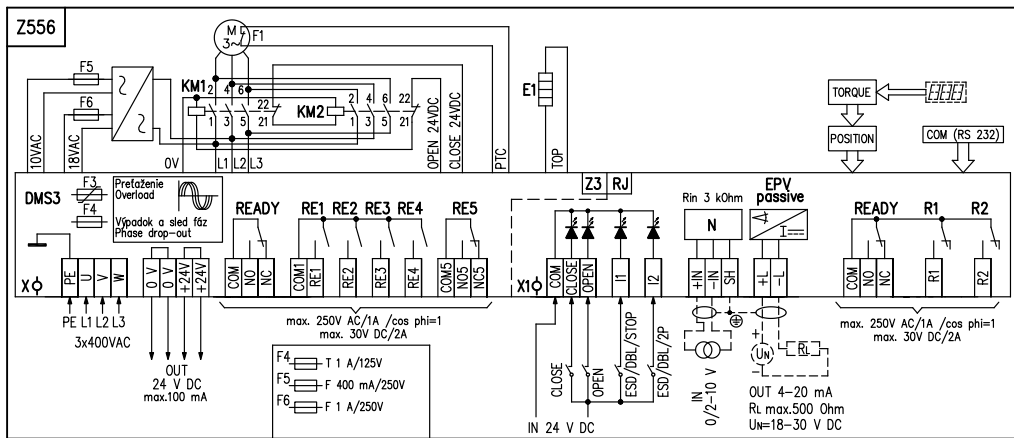 Z556
M
3~
F1
F5
F6
KM1
2 4 6
22
1 3 5
21
KM2
2 4 6 22
1 3 5 21
E1
TORQUE
POSITION
COM (RS 232)
10VAC
18VAC
0V
L1 L2 L3
OPEN 24VDC
CLOSE 24VDC
PTC
TOP
DMS3
F3
F4
Preťaženie
Overload
Výpadok a sled fáz
Phase drop-out
READY
RE1 RE2 RE3 RE4
RE5
Z3 RJ
Rin 3 kOhm
N
EPV
passive
I
READY R1 R2
X
PE U V W
0 V 0 V +24V +24V
COM NO NC
COM1 RE1 RE2 RE3 RE4
COM5 NO5 NC5
X1
COM CLOSE OPEN I1 I2
+IN -IN SH
+L -L
COM NO NC R1 R2
PE L1 L2 L3
3x400VAC
OUT
24 V DC
max.100 mA
max. 250V AC/1A /cos phi=1
max. 30V DC/2A
F4 T 1 A/125V
F5 F 400 mA/250V
F6 F 1 A/250V
CLOSE
OPEN
ESD/DBL/STOP
ESD/DBL/2P
IN 24 V DC
IN
0/2-10 V
+
UN
-
RL
OUT 4-20 mA
RL max.500 Ohm
UN=18-30 V DC
max. 250V AC/1A /cos phi=1
max. 30V DC/2A